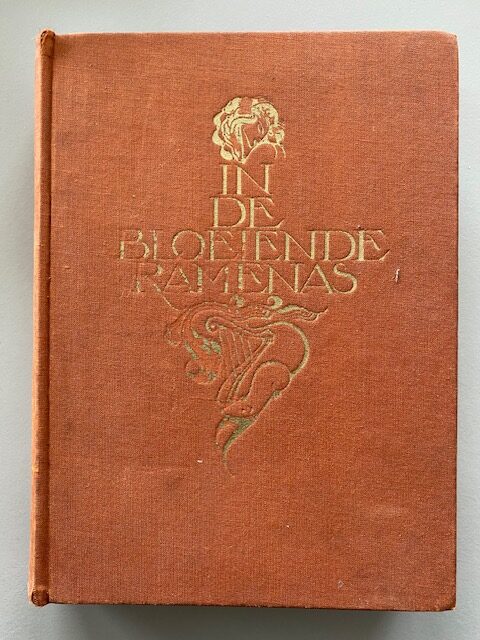 IN
DE
BLOEIENDE
RAMENAS